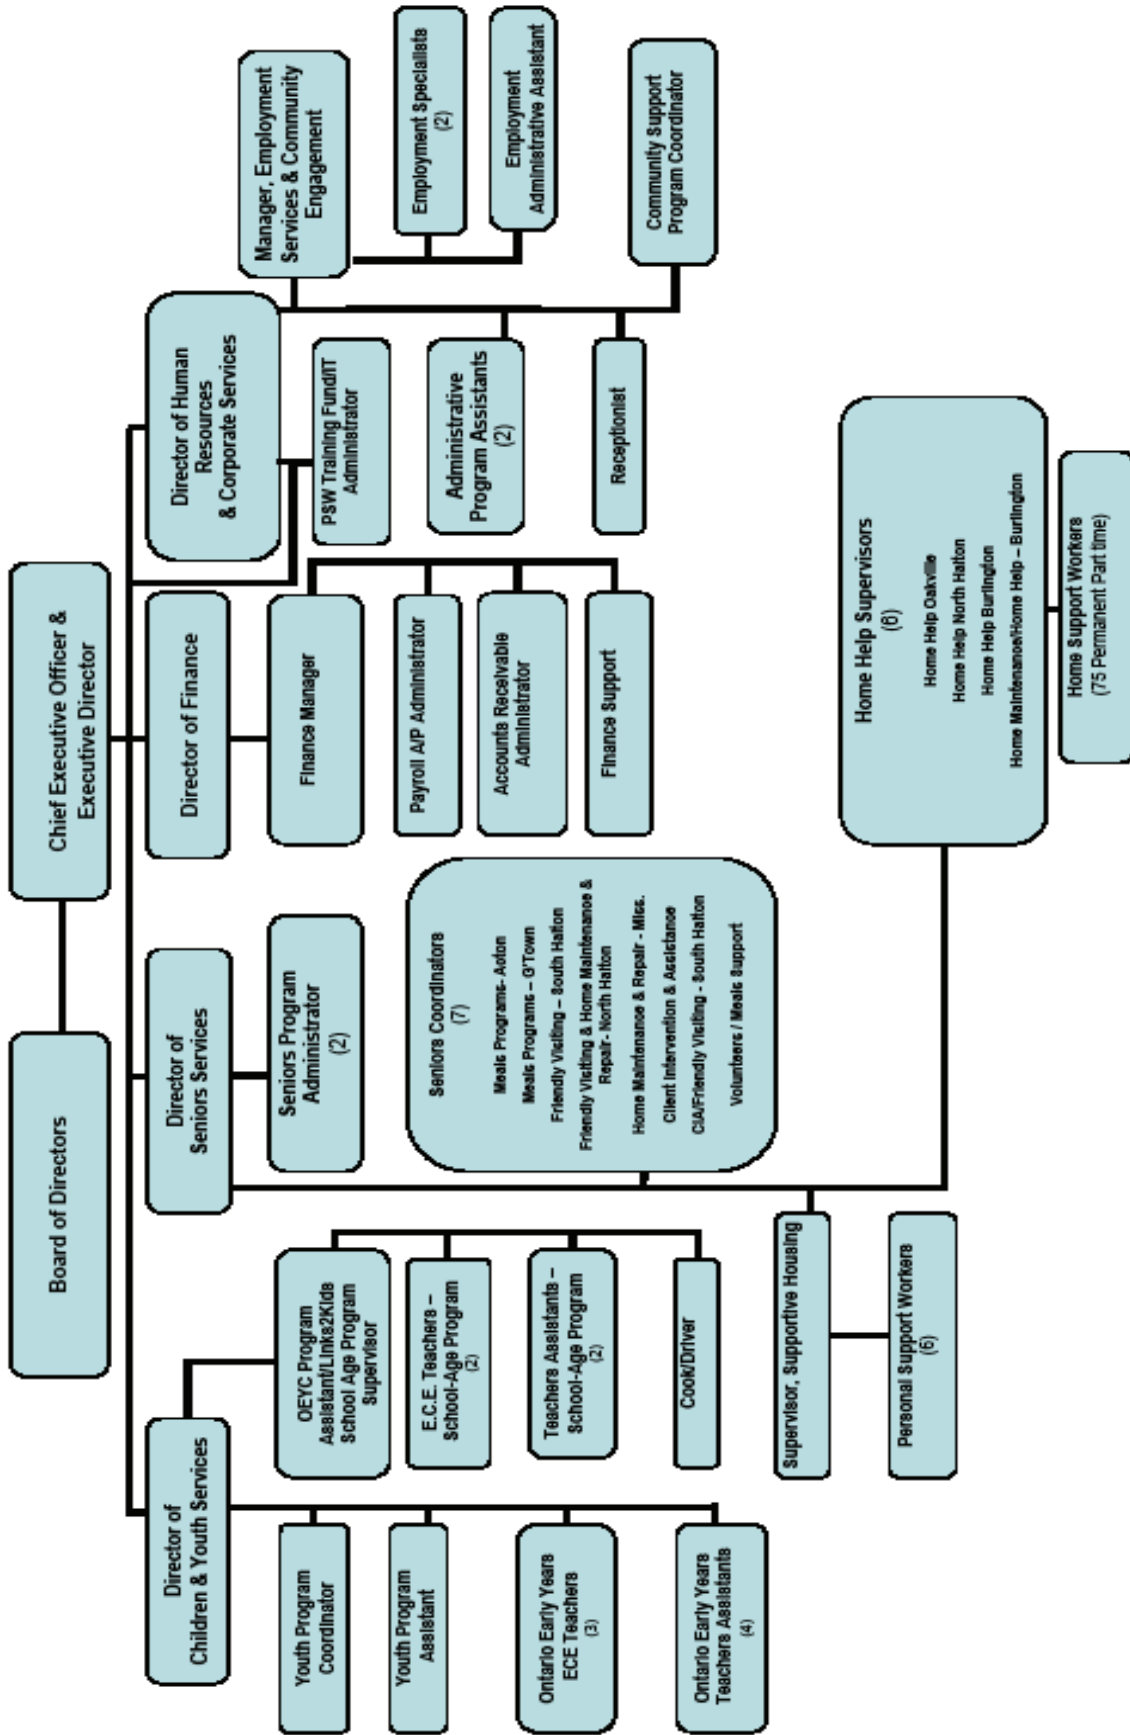 Board of Directors
Chief Executive Officer &
Executive Director
Director of
Children & Youth Services
Director of
Seniors Services
Director of Finance
Director of Human
Resources
& Corporate Services
Youth Program
Coordinator
Youth Program
Assistant
Ontario Early Years
ECE Teachers
(3)
Ontario Early Years
Teachers Assistants
(4)
OEYC Program
Assistant/Links2Kids
School Age Program
Supervisor
E.C.E. Teachers –
School-Age Program
(2)
Teachers Assistants –
School-Age Program
(2)
Cook/Driver
Seniors Program
Administrator
(2)
Seniors Coordinators
(7)
Meals Programs- Acton
Meals Programs – G'Town
Friendly Visiting – South Halton
Friendly Visiting & Home Maintenance &
Repair- North Halton
Home Maintenance & Repair - Miss.
Client Intervention & Assistance
CIA/Friendly Visiting - South Halton
Volunteers / Meals Support
Supervisor, Supportive Housing
Personal Support Workers
(6)
Home Help Supervisors
(6)
Home Help Oakville
Home Help North Halton
Home Help Burlington
Home Maintenance/Home Help – Burlington
Home Support Workers
(75 Permanent Part time)
Finance Manager
Payroll A/P Administrator
Accounts Receivable
Administrator
Finance Support
PSW Training Fund/IT
Administrator
Administrative
Program Assistants
(2)
Receptionist
Manager, Employment
Services & Community
Engagement
Employment Specialists
(2)
Employment
Administrative Assistant
Community Support
Program Coordinator